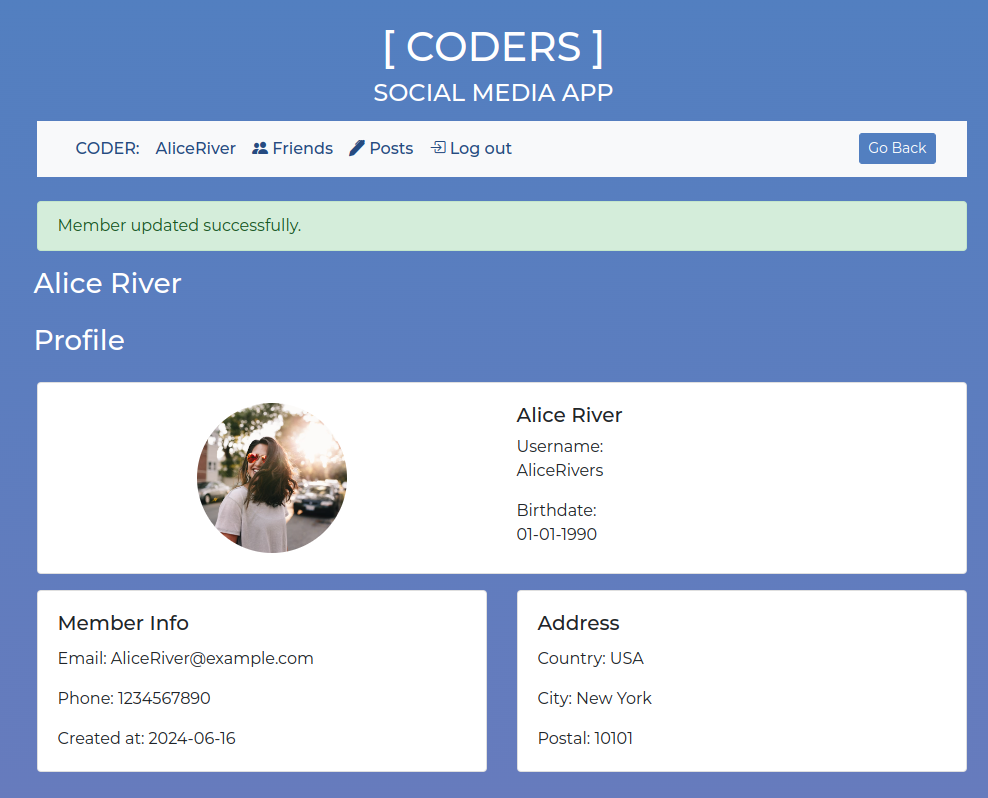 [ CODERS ]
SOCIAL MEDIA APP
CODER: AliceRiver Friends Posts Log out Go Back
Member updated successfully.
Alice River
Profile
Alice River
Username:
AliceRivers
Birthdate:
01-01-1990
Member Info
Email: AliceRiver@example.com
Phone: 1234567890
Created at: 2024-06-16
Address
Country: USA
City: New York
Postal: 10101